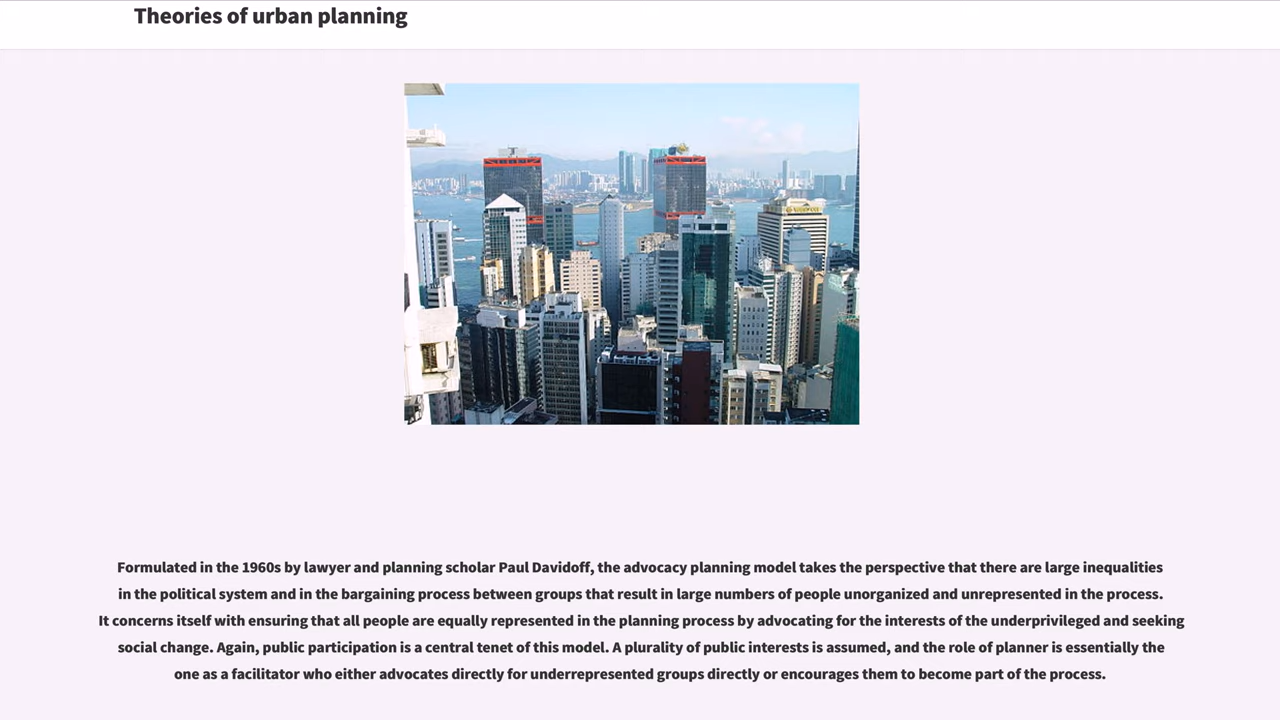 Theories of urban planning
Formulated in the 1960s by lawyer and planning scholar Paul Davidoff, the advocacy planning model takes the perspective that there are large inequalities
in the political system and in the bargaining process between groups that result in large numbers of people unorganized and unrepresented in the process.
It concerns itself with ensuring that all people are equally represented in the planning process by advocating for the interests of the underprivileged and seeking
social change. Again, public participation is a central tenet of this model. A plurality of public interests is assumed, and the role of planner is essentially the
one as a facilitator who either advocates directly for underrepresented groups directly or encourages them to become part of the process.